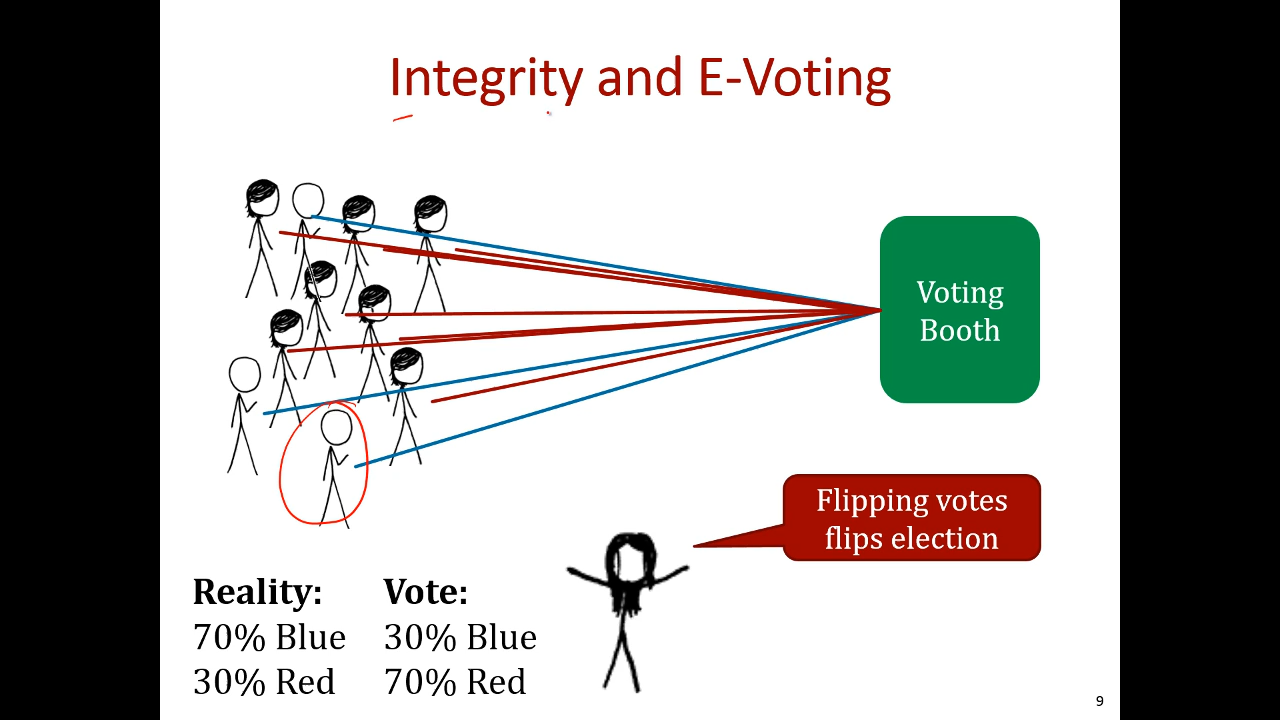 Integrity and E-Voting
Voting
Booth
Flipping votes
flips election
Reality:
70% Blue
30% Red
Vote:
30% Blue
70% Red
9